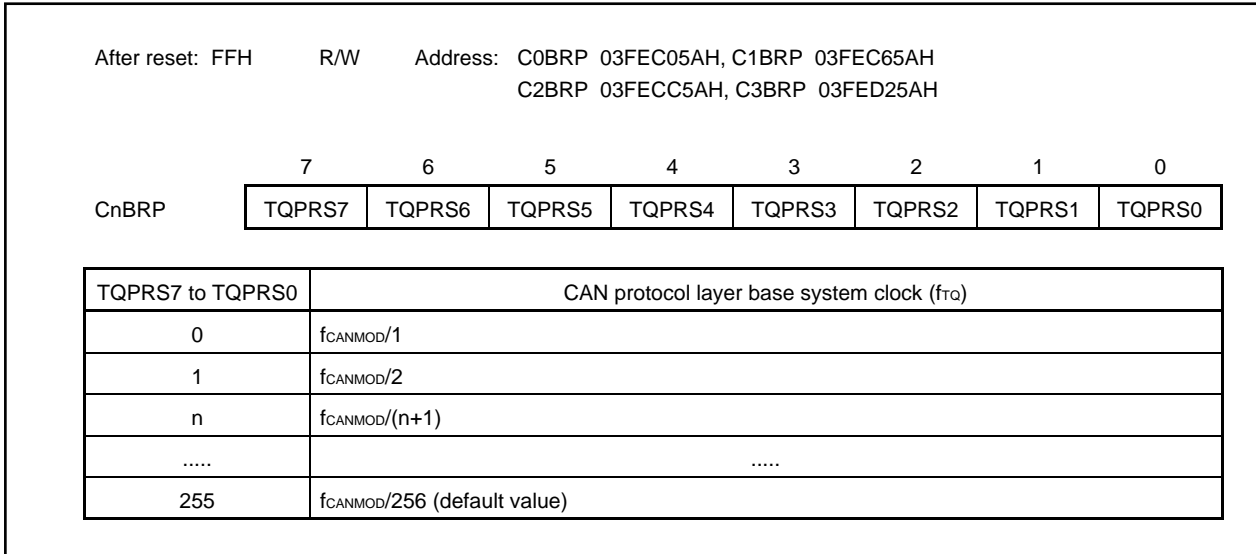 After reset: FFH R/W Address: C0BRP 03FEC05AH, C1BRP 03FEC65AH
C2BRP 03FECC5AH, C3BRP 03FED25AH
7 6 5 4 3 2 1 0
CnBRP TQPRS7 TQPRS6 TQPRS5 TQPRS4 TQPRS3 TQPRS2 TQPRS1 TQPRS0
TQPRS7 to TQPRS0 CAN protocol layer base system clock (fTQ)
0 fCANMOD/1
1 fCANMOD/2
n fCANMOD/(n+1)
..... .....
255 fCANMOD/256 (default value)